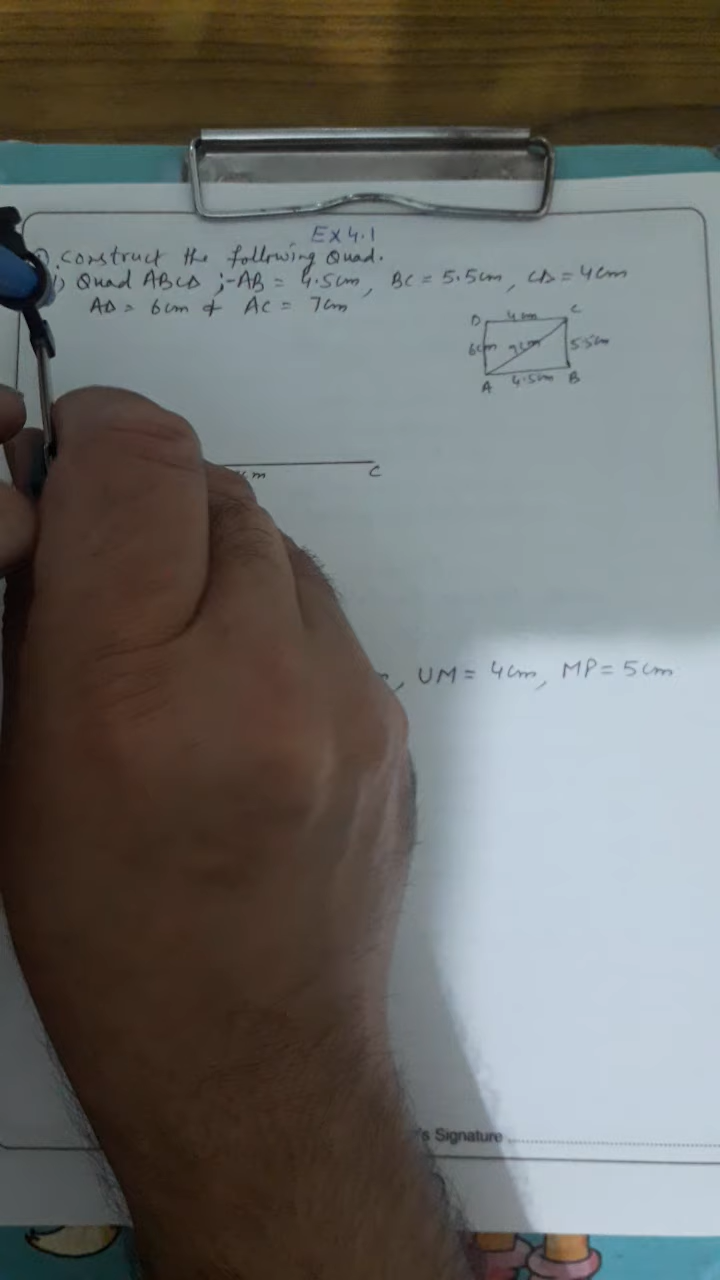 Ex 4.1
construct the following Quad.
i) Quad ABCD ;- AB = 4.5cm, BC = 5.5cm, CD = 4cm
AD = 6cm & AC = 7cm
D 4cm C
6cm 5.5cm
A 4.5cm B
cm C
, UM = 4cm, MP = 5cm
's Signature